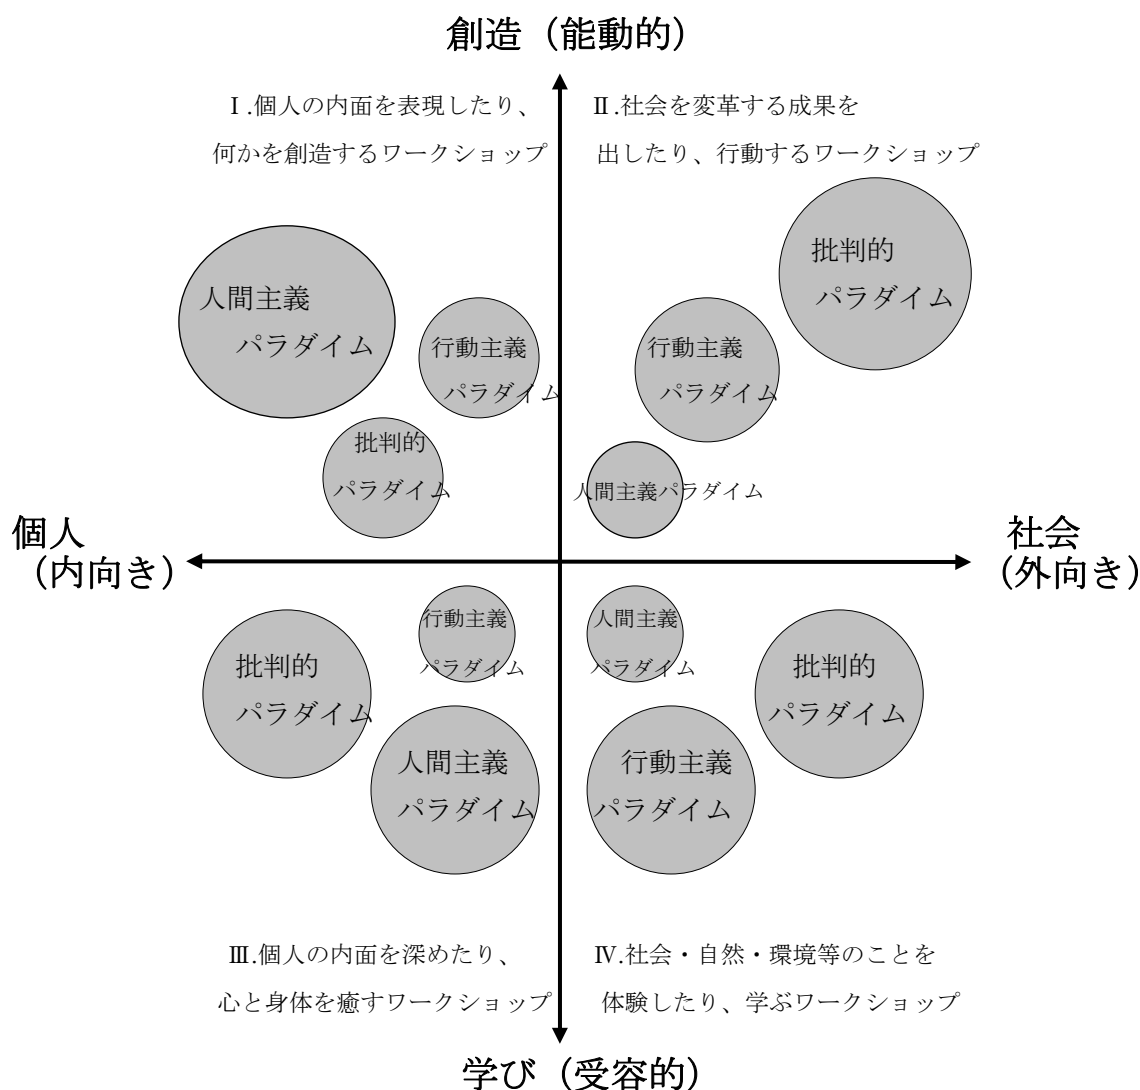 創造（能動的）
Ⅰ.個人の内面を表現したり、
何かを創造するワークショップ
Ⅱ.社会を変革する成果を
出したり、行動するワークショップ
人間主義
パラダイム
行動主義
パラダイム
批判的
パラダイム
批判的
パラダイム
行動主義
パラダイム
人間主義パラダイム
個人
（内向き）
社会
（外向き）
批判的
パラダイム
行動主義
パラダイム
人間主義
パラダイム
人間主義
パラダイム
批判的
パラダイム
行動主義
パラダイム
Ⅲ.個人の内面を深めたり、
心と身体を癒すワークショップ
Ⅳ.社会・自然・環境等のことを
体験したり、学ぶワークショップ
学び（受容的）